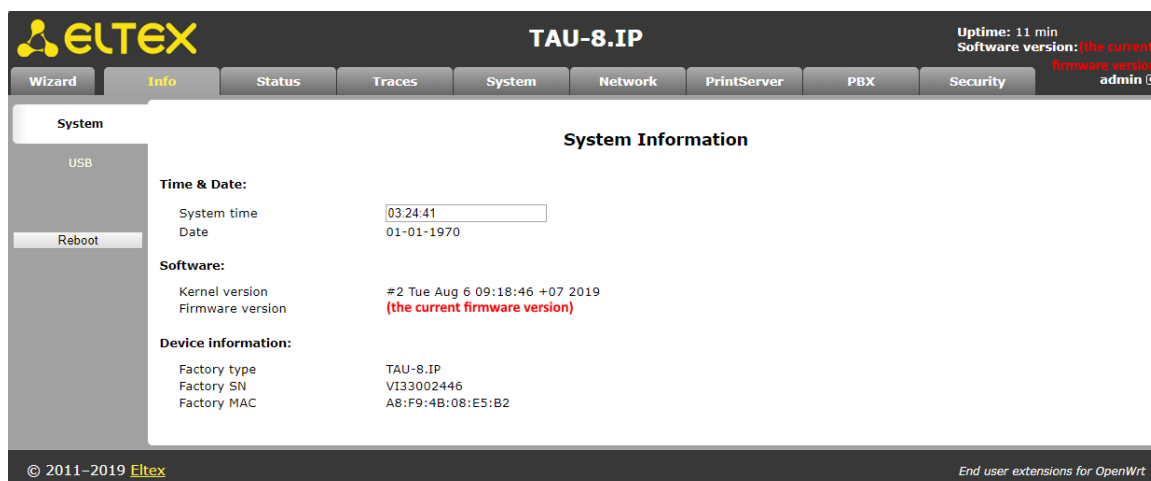 ELTEX
TAU-8.IP
Uptime: 11 min
Software version:(the current
firmware version
admin
Wizard Info Status Traces System Network PrintServer PBX Security
System
USB
Reboot
System Information
Time & Date:
System time 03:24:41
Date 01-01-1970
Software:
Kernel version #2 Tue Aug 6 09:18:46 +07 2019
Firmware version (the current firmware version)
Device information:
Factory type TAU-8.IP
Factory SN VI33002446
Factory MAC A8:F9:4B:08:E5:B2
© 2011–2019 Eltex
End user extensions for OpenWrt